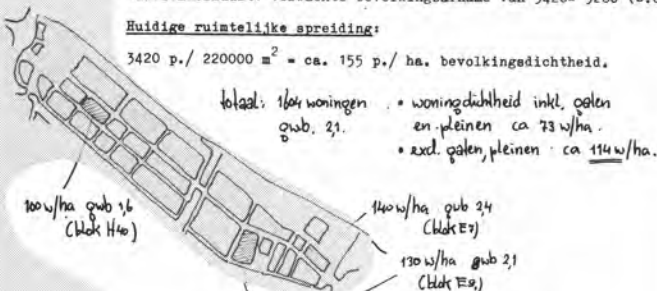 Huidige ruimtelijke spreiding:
3420 p./ 220000 m² = ca. 155 p./ ha. bevolkingsdichtheid.
totaal: 1604 woningen
gwb. 2,1.
• woningdichtheid inkl. galen
en pleinen ca 73 w/ha.
• excl. galen, pleinen ca 114 w/ha.
100 w/ha gwb 1,6
(blok H40)
140 w/ha gwb 2,4
(blok E7)
130 w/ha gwb 2,1